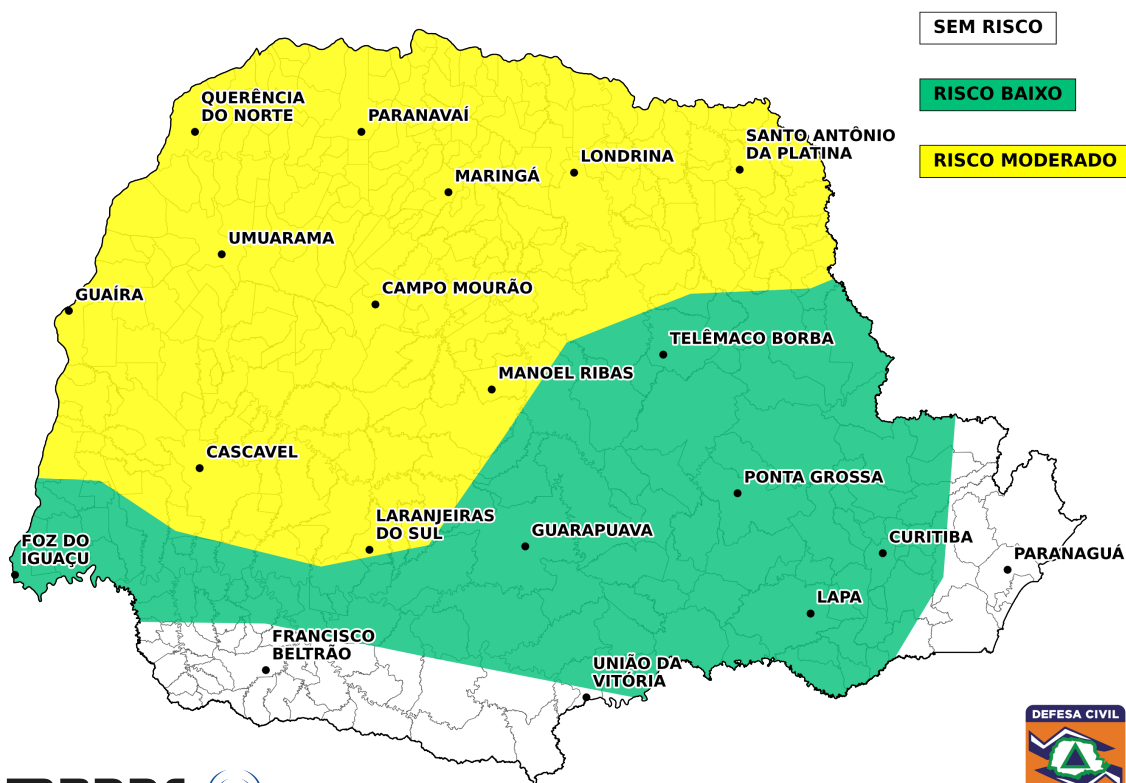 SEM RISCO
RISCO BAIXO
RISCO MODERADO
QUERÊNCIA
DO NORTE
PARANAVAÍ
SANTO ANTÔNIO
DA PLATINA
LONDRINA
MARINGÁ
UMUARAMA
CAMPO MOURÃO
GUAÍRA
TELÊMACO BORBA
MANOEL RIBAS
CASCAVEL
PONTA GROSSA
LARANJEIRAS
DO SUL
GUARAPUAVA
CURITIBA
FOZ DO
IGUAÇU
PARANAGUÁ
LAPA
FRANCISCO
BELTRÃO
UNIÃO DA
VITÓRIA
DEFESA CIVIL